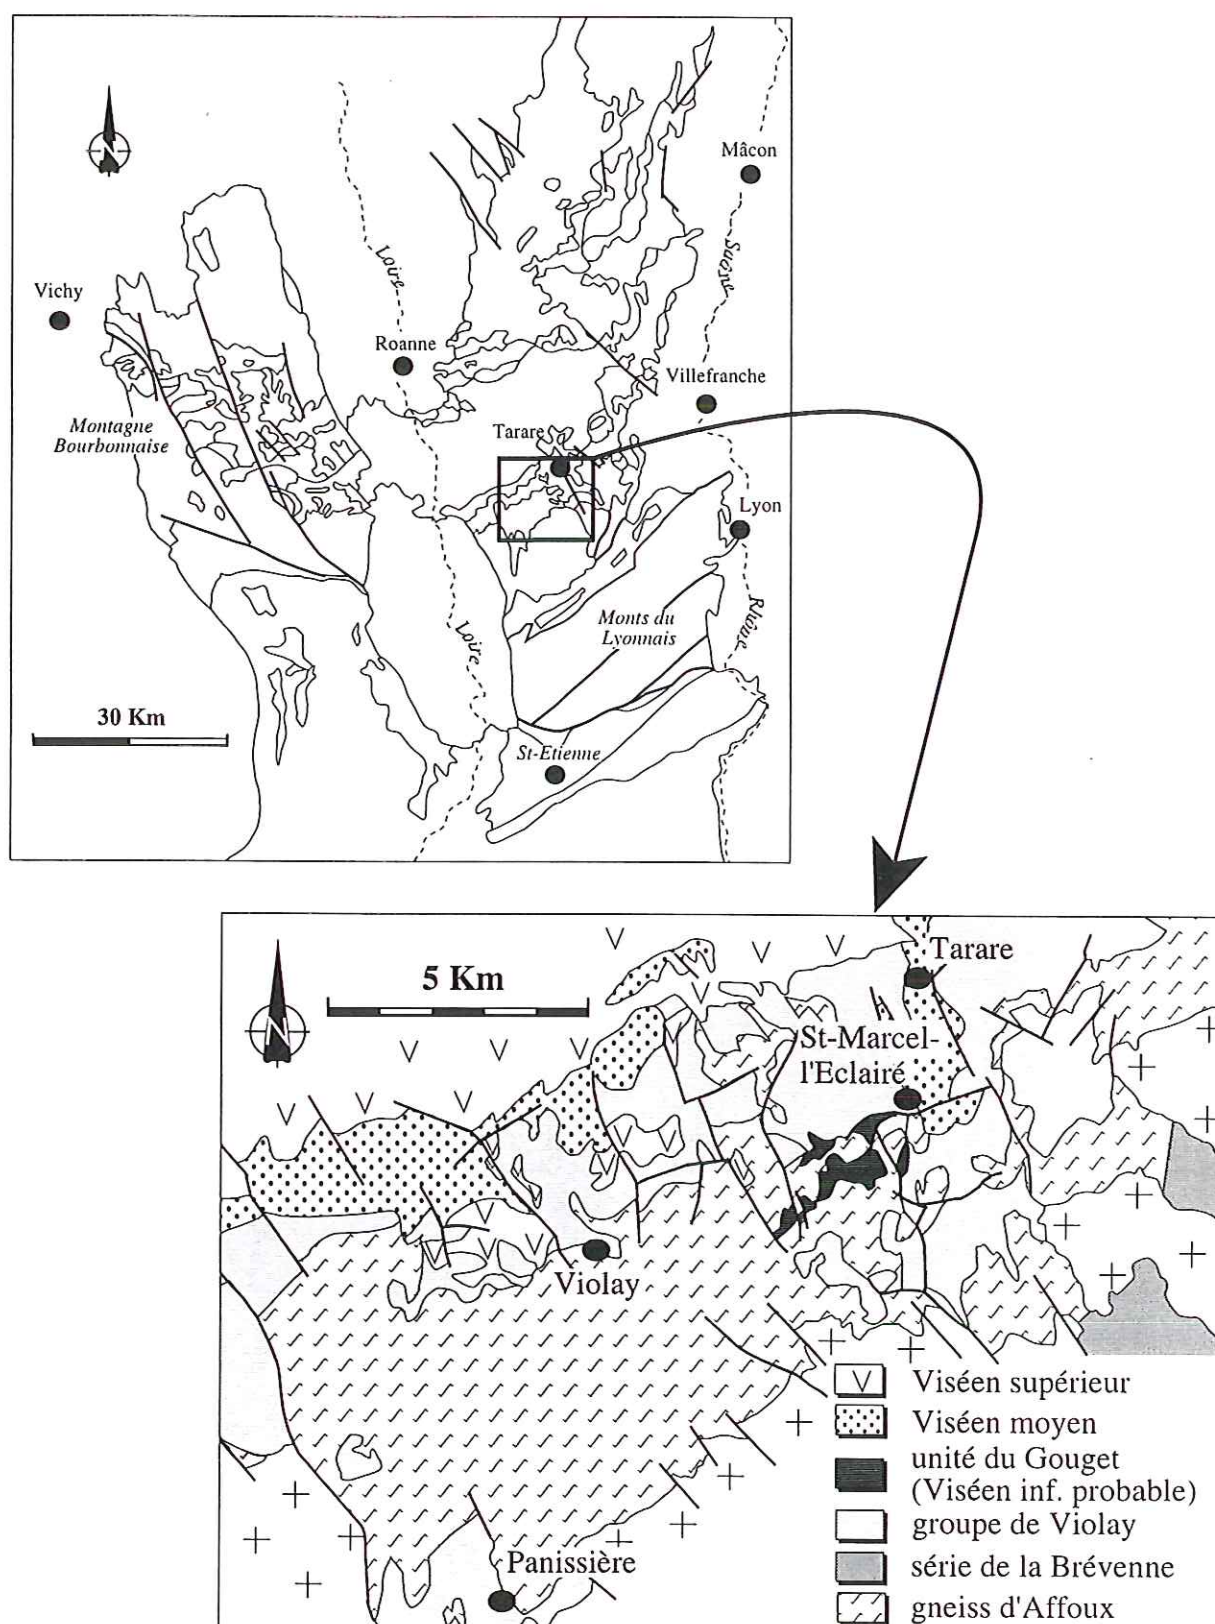 N
Mâcon
Saône
Loire
Vichy
Roanne
Villefranche
Montagne
Bourbonnaise
Tarare
Lyon
Monts du
Lyonnais
Rhône
Loire
30 Km
St-Etienne
N
5 Km
Tarare
St-Marcel-
l'Eclairé
Violay
Panissière
Viséen supérieur
Viséen moyen
unité du Gouget
(Viséen inf. probable)
groupe de Violay
série de la Brévenne
gneiss d'Affoux